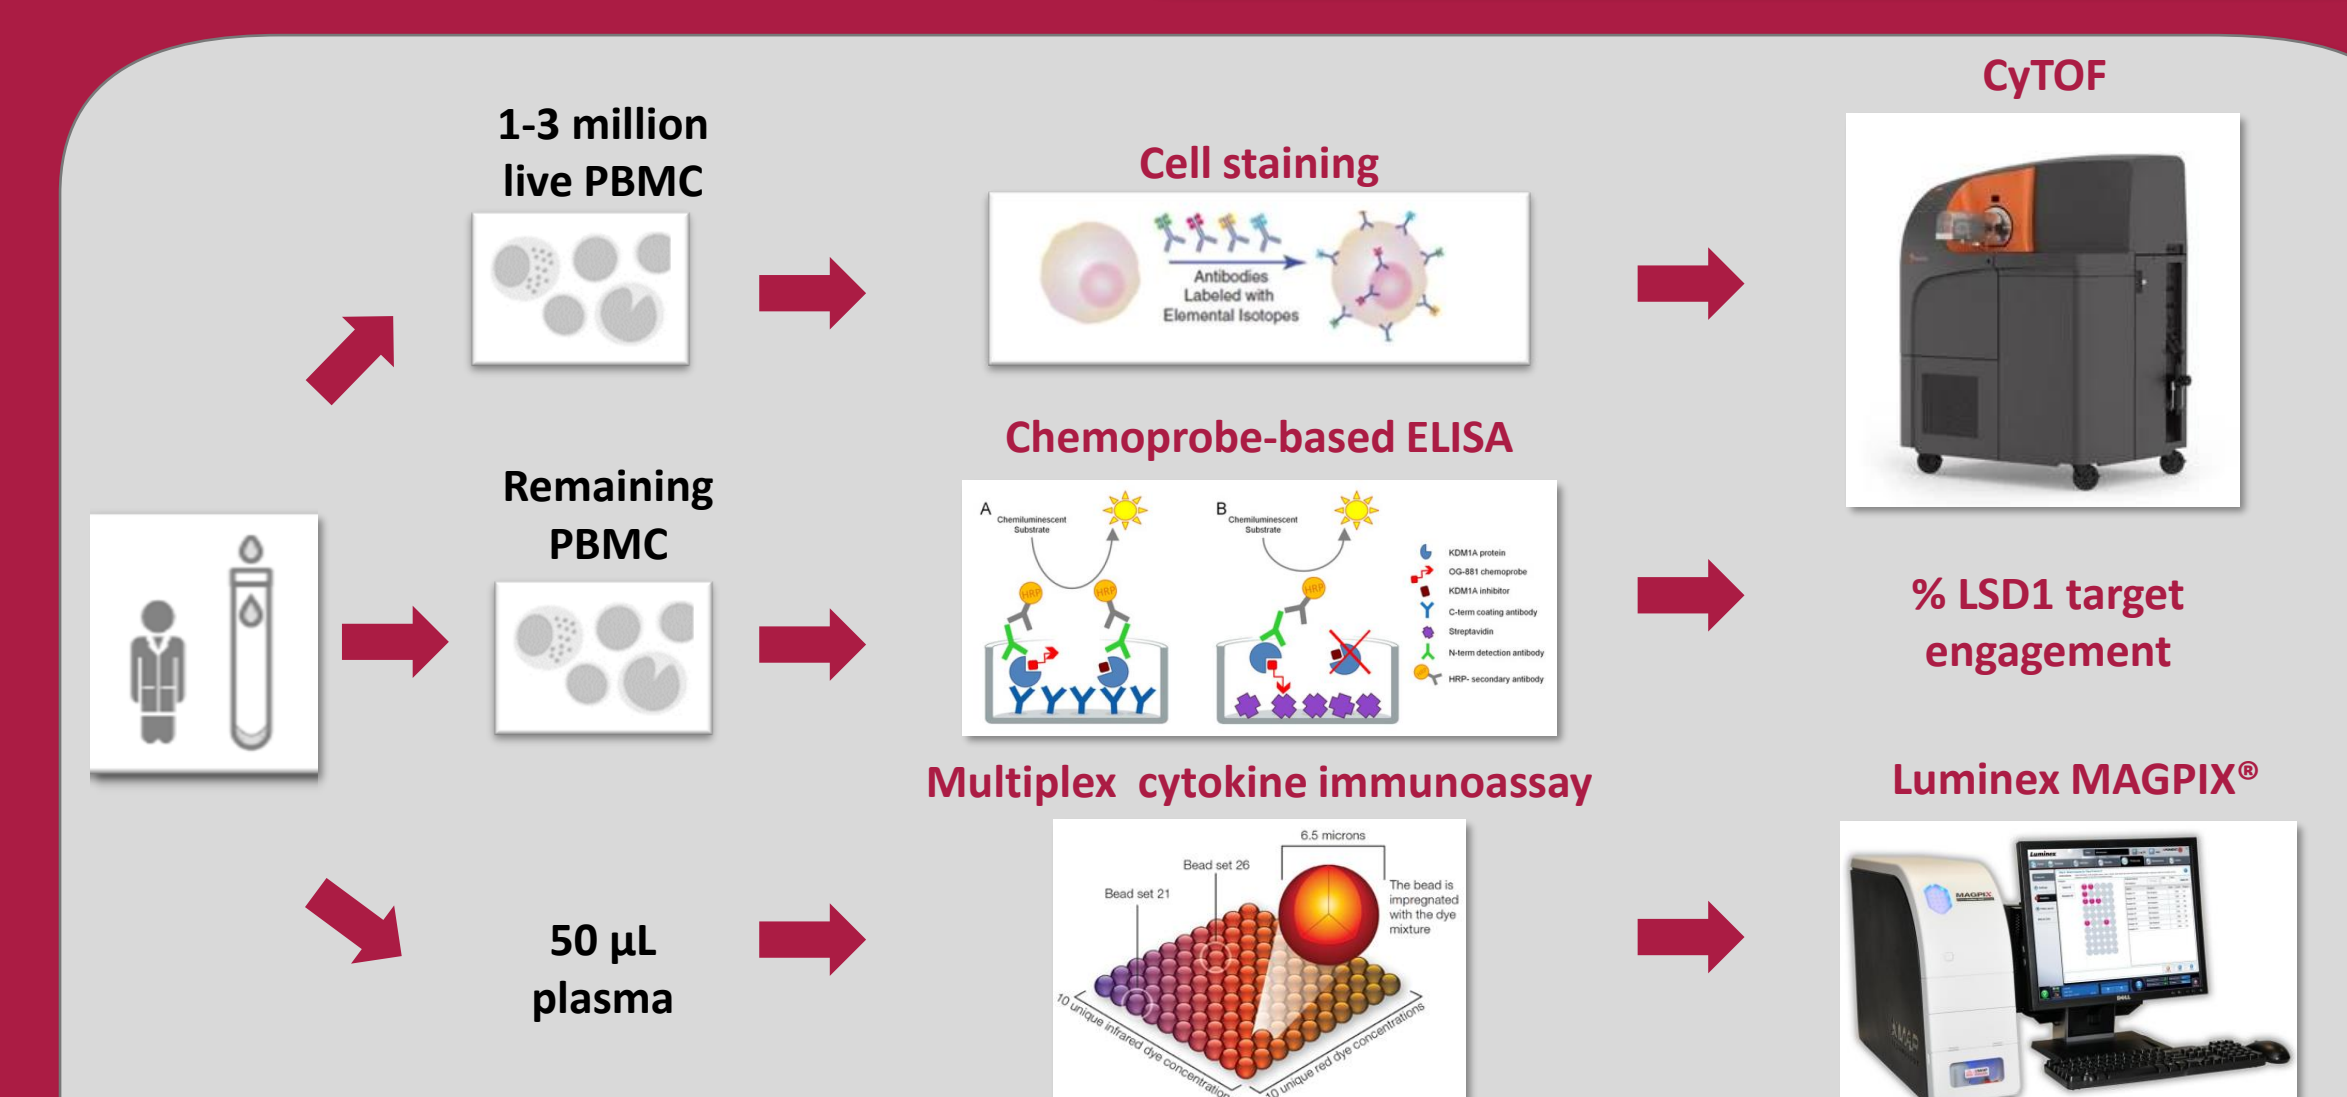 1-3 million
live PBMC
Cell staining
Antibodies
Labeled with
Elemental Isotopes
CyTOF
Remaining
PBMC
Chemoprobe-based ELISA
A
Chemiluminescent
Substrate
HRP
HRP
B
Chemiluminescent
Substrate
HRP
KDM1A protein
OG-881 chemoprobe
KDM1A inhibitor
C-term coating antibody
Streptavidin
N-term detection antibody
HRP
HRP- secondary antibody
% LSD1 target
engagement
50 µL
plasma
Multiplex cytokine immunoassay
6.5 microns
Bead set 26
Bead set 21
The bead is
impregnated
with the dye
mixture
10 unique infrared dye concentrations
10 unique red dye concentrations
Luminex MAGPIX®
MAGPIX
Luminex
DELL